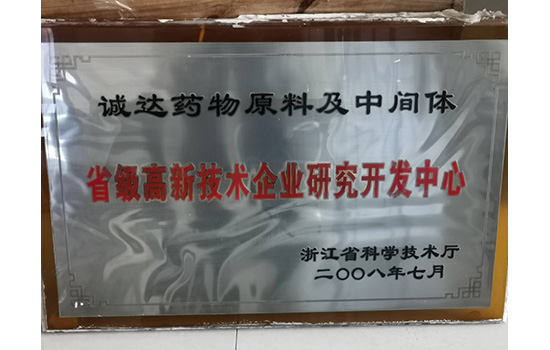 诚达药物原料及中间体
省级高新技术企业研究开发中心
浙江省科学技术厅
二〇〇八年七月